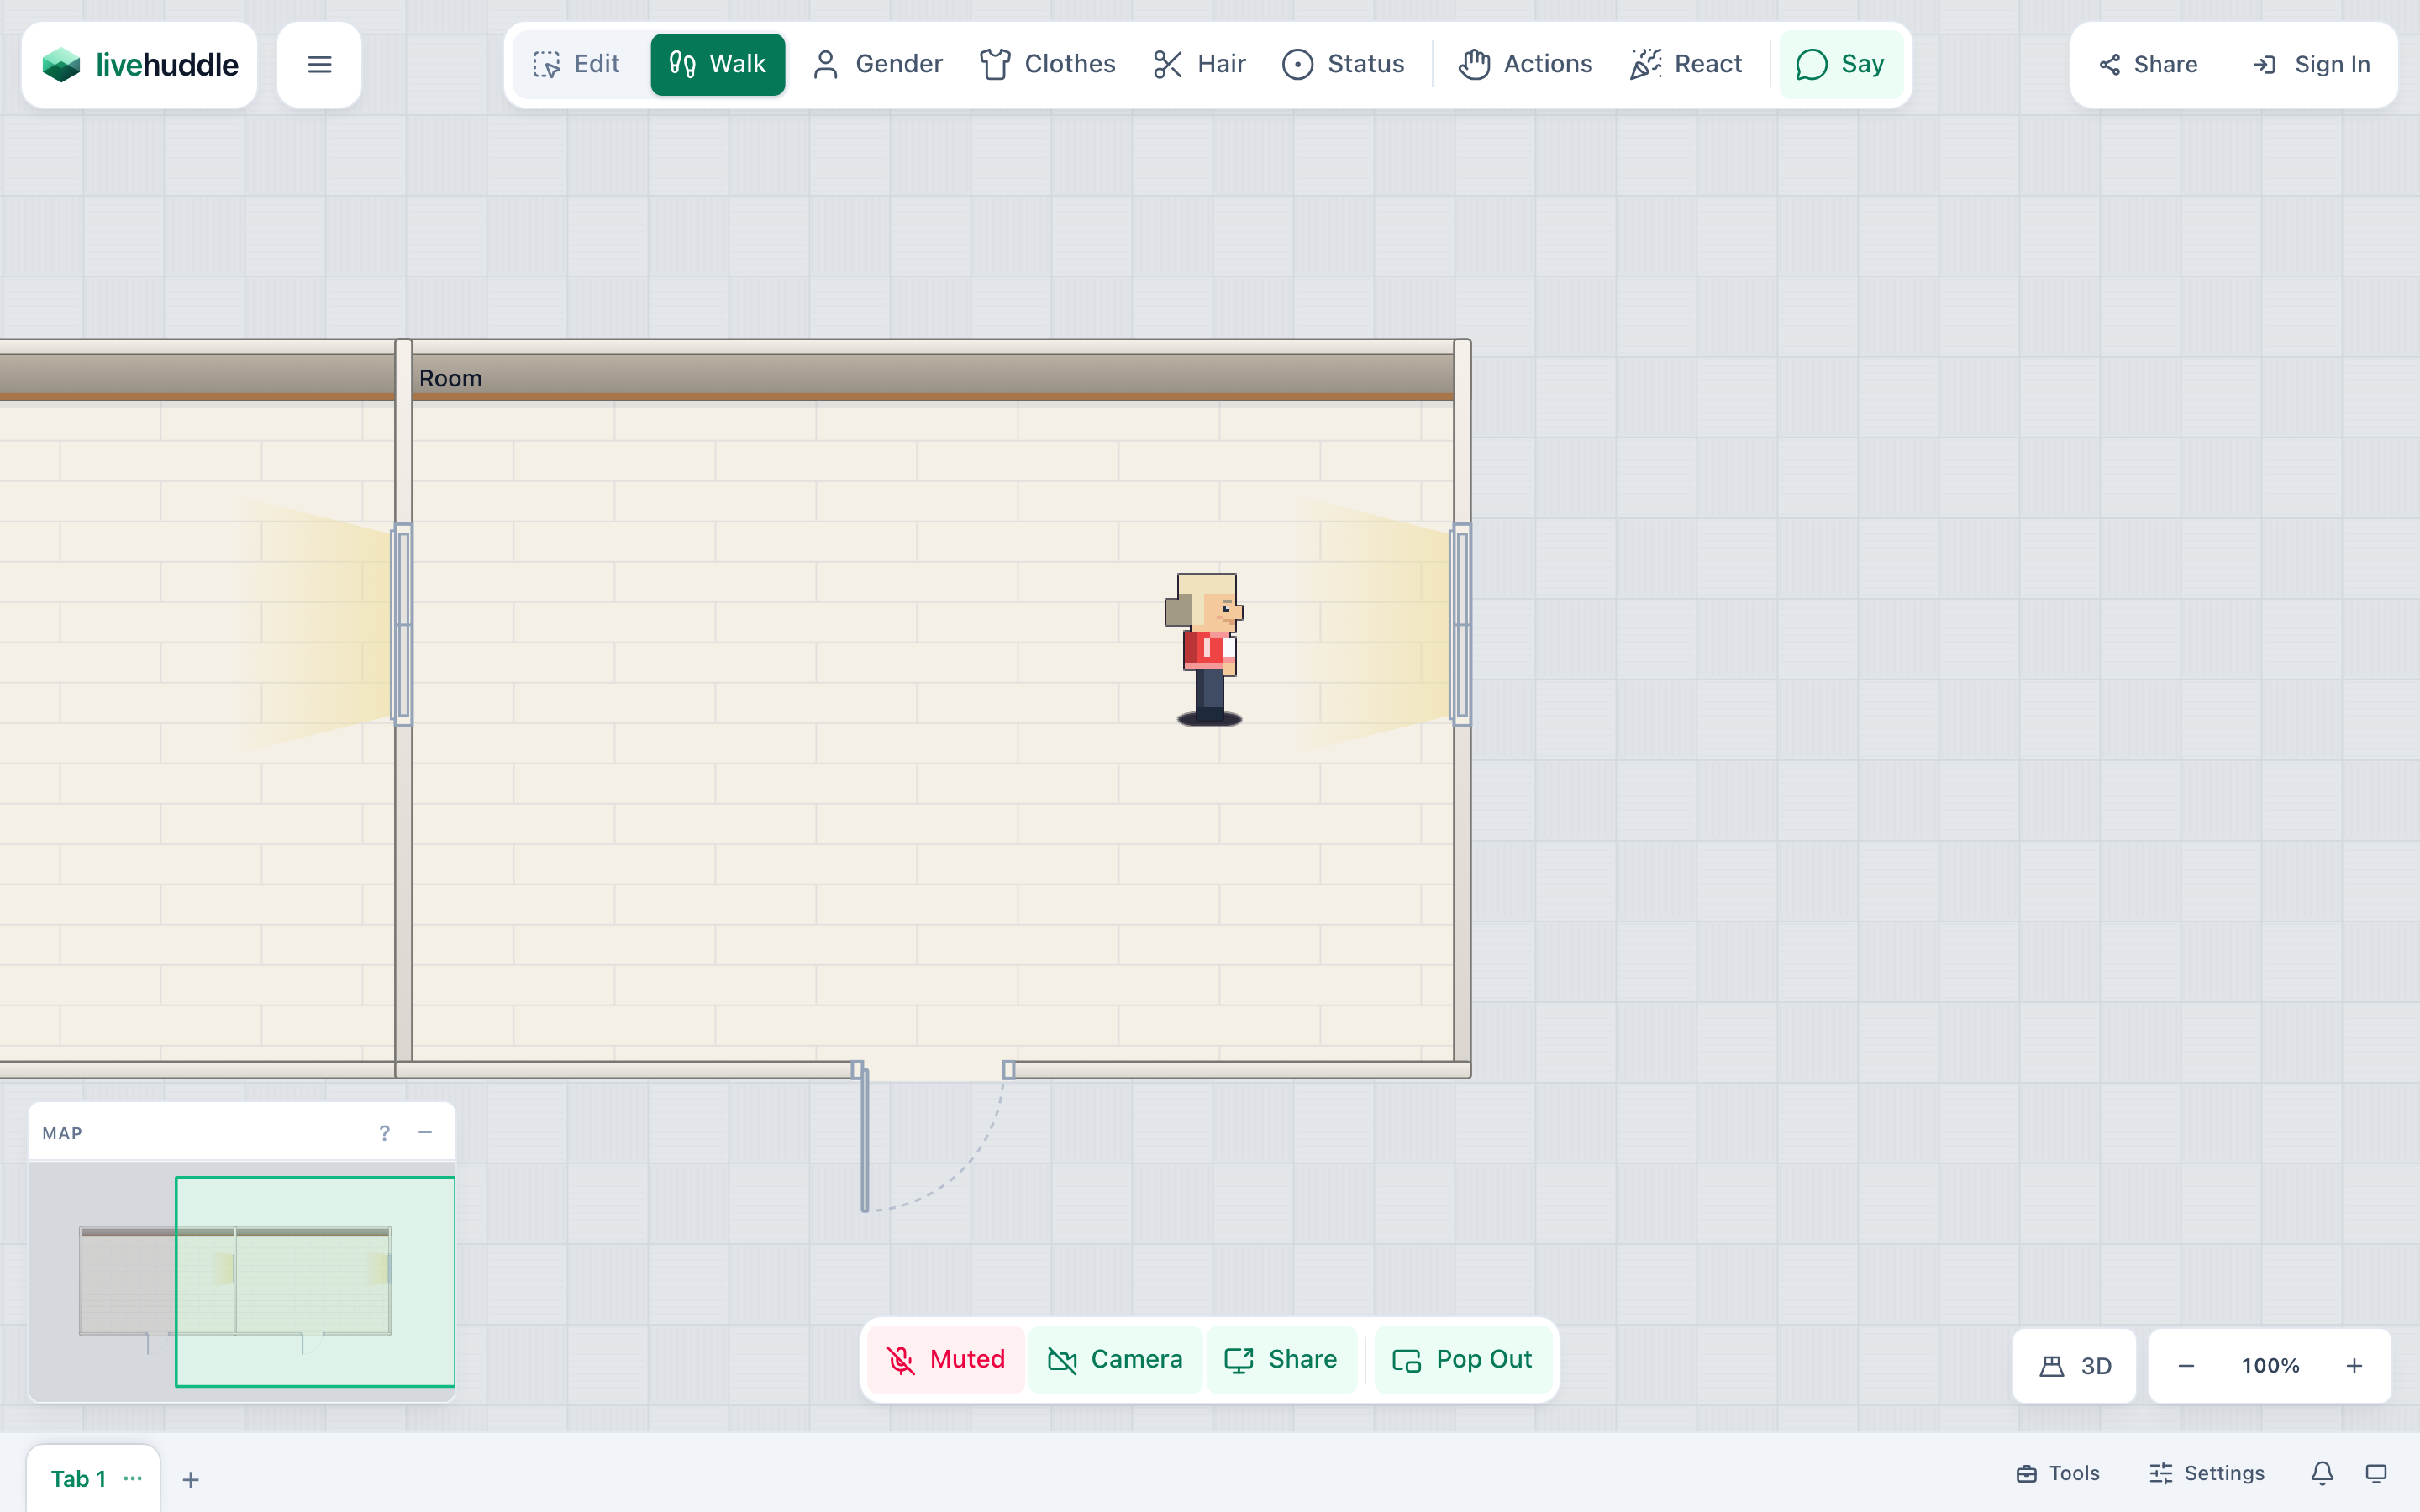 livehuddle
Edit Walk Gender Clothes Hair Status Actions React Say
Share Sign In
Room
MAP ? −
Muted Camera Share Pop Out
3D − 100% +
Tab 1 ··· +
Tools Settings